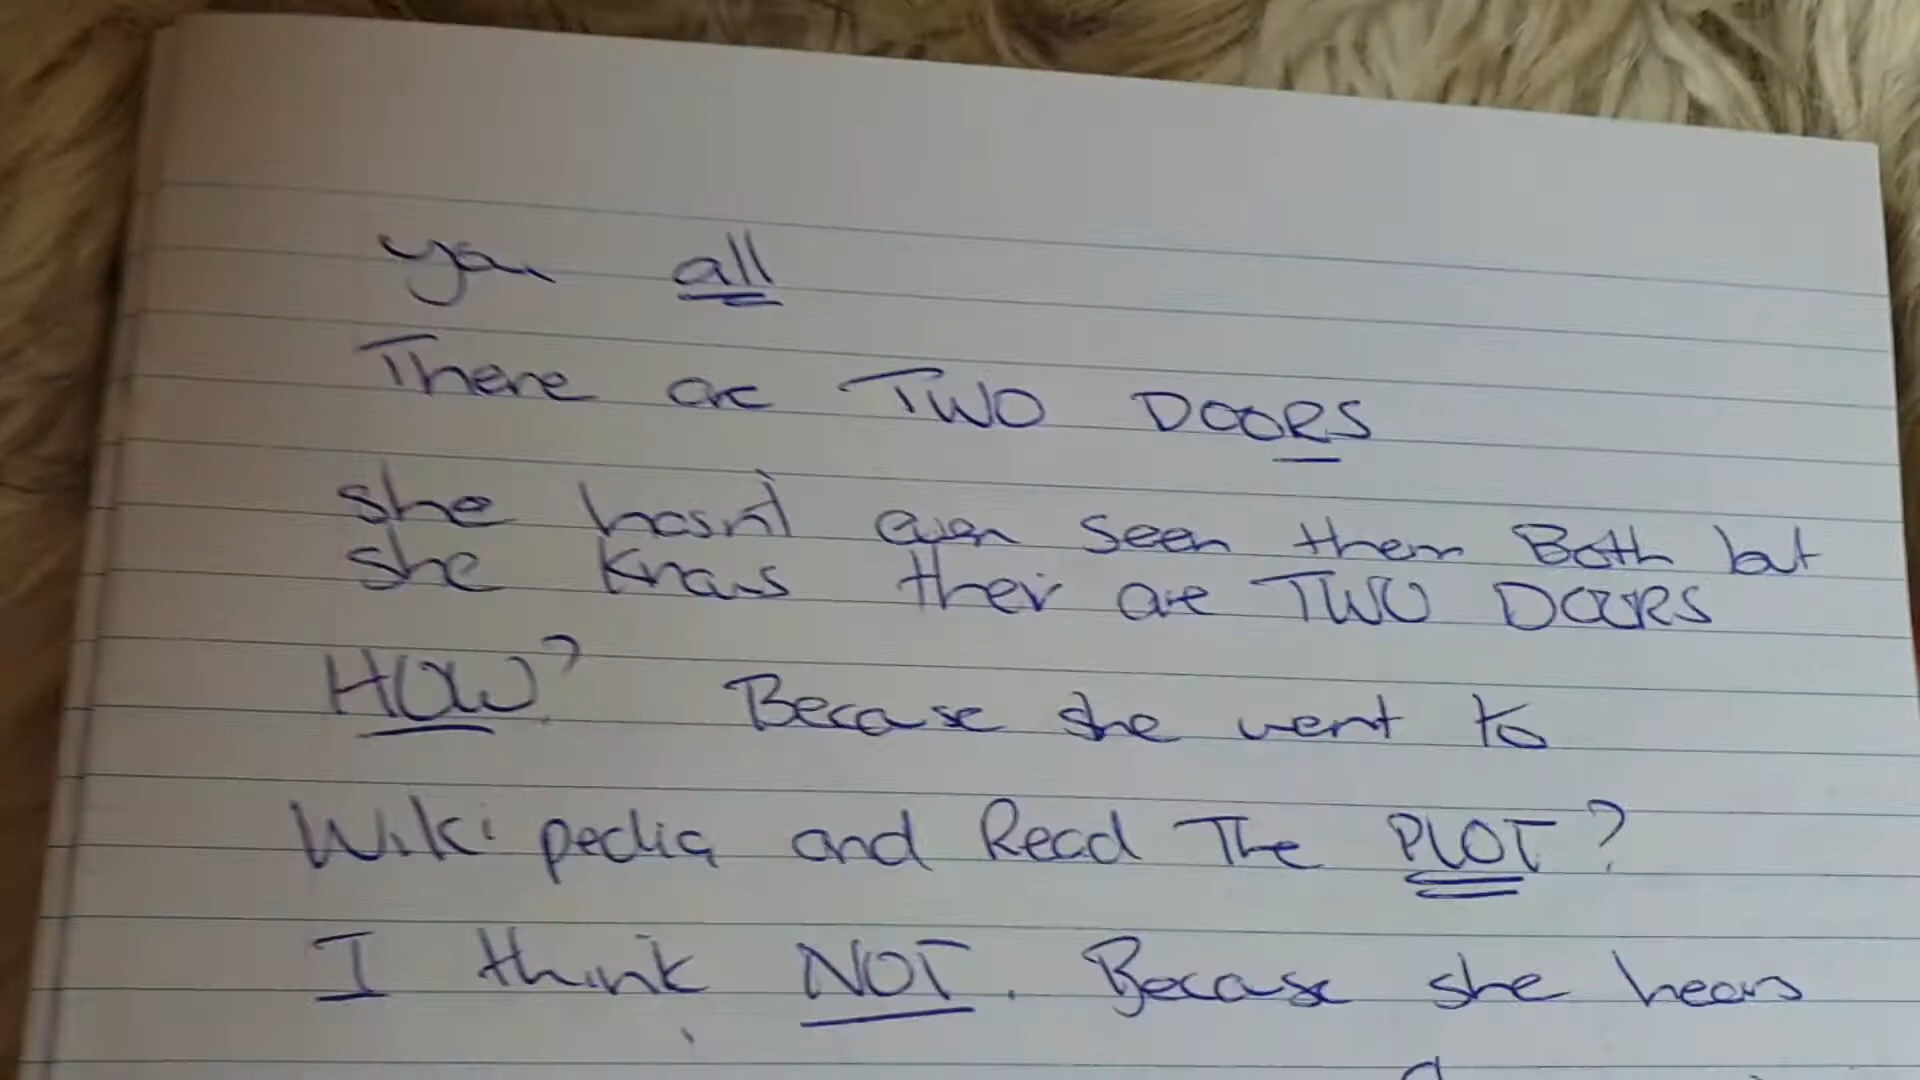 you all
There are TWO DOORS
she hasn't even seen them Both but
she knows their are TWO DOORS
HOW? Because she went to
Wikipedia and Read The PLOT?
I think NOT. Because she hears